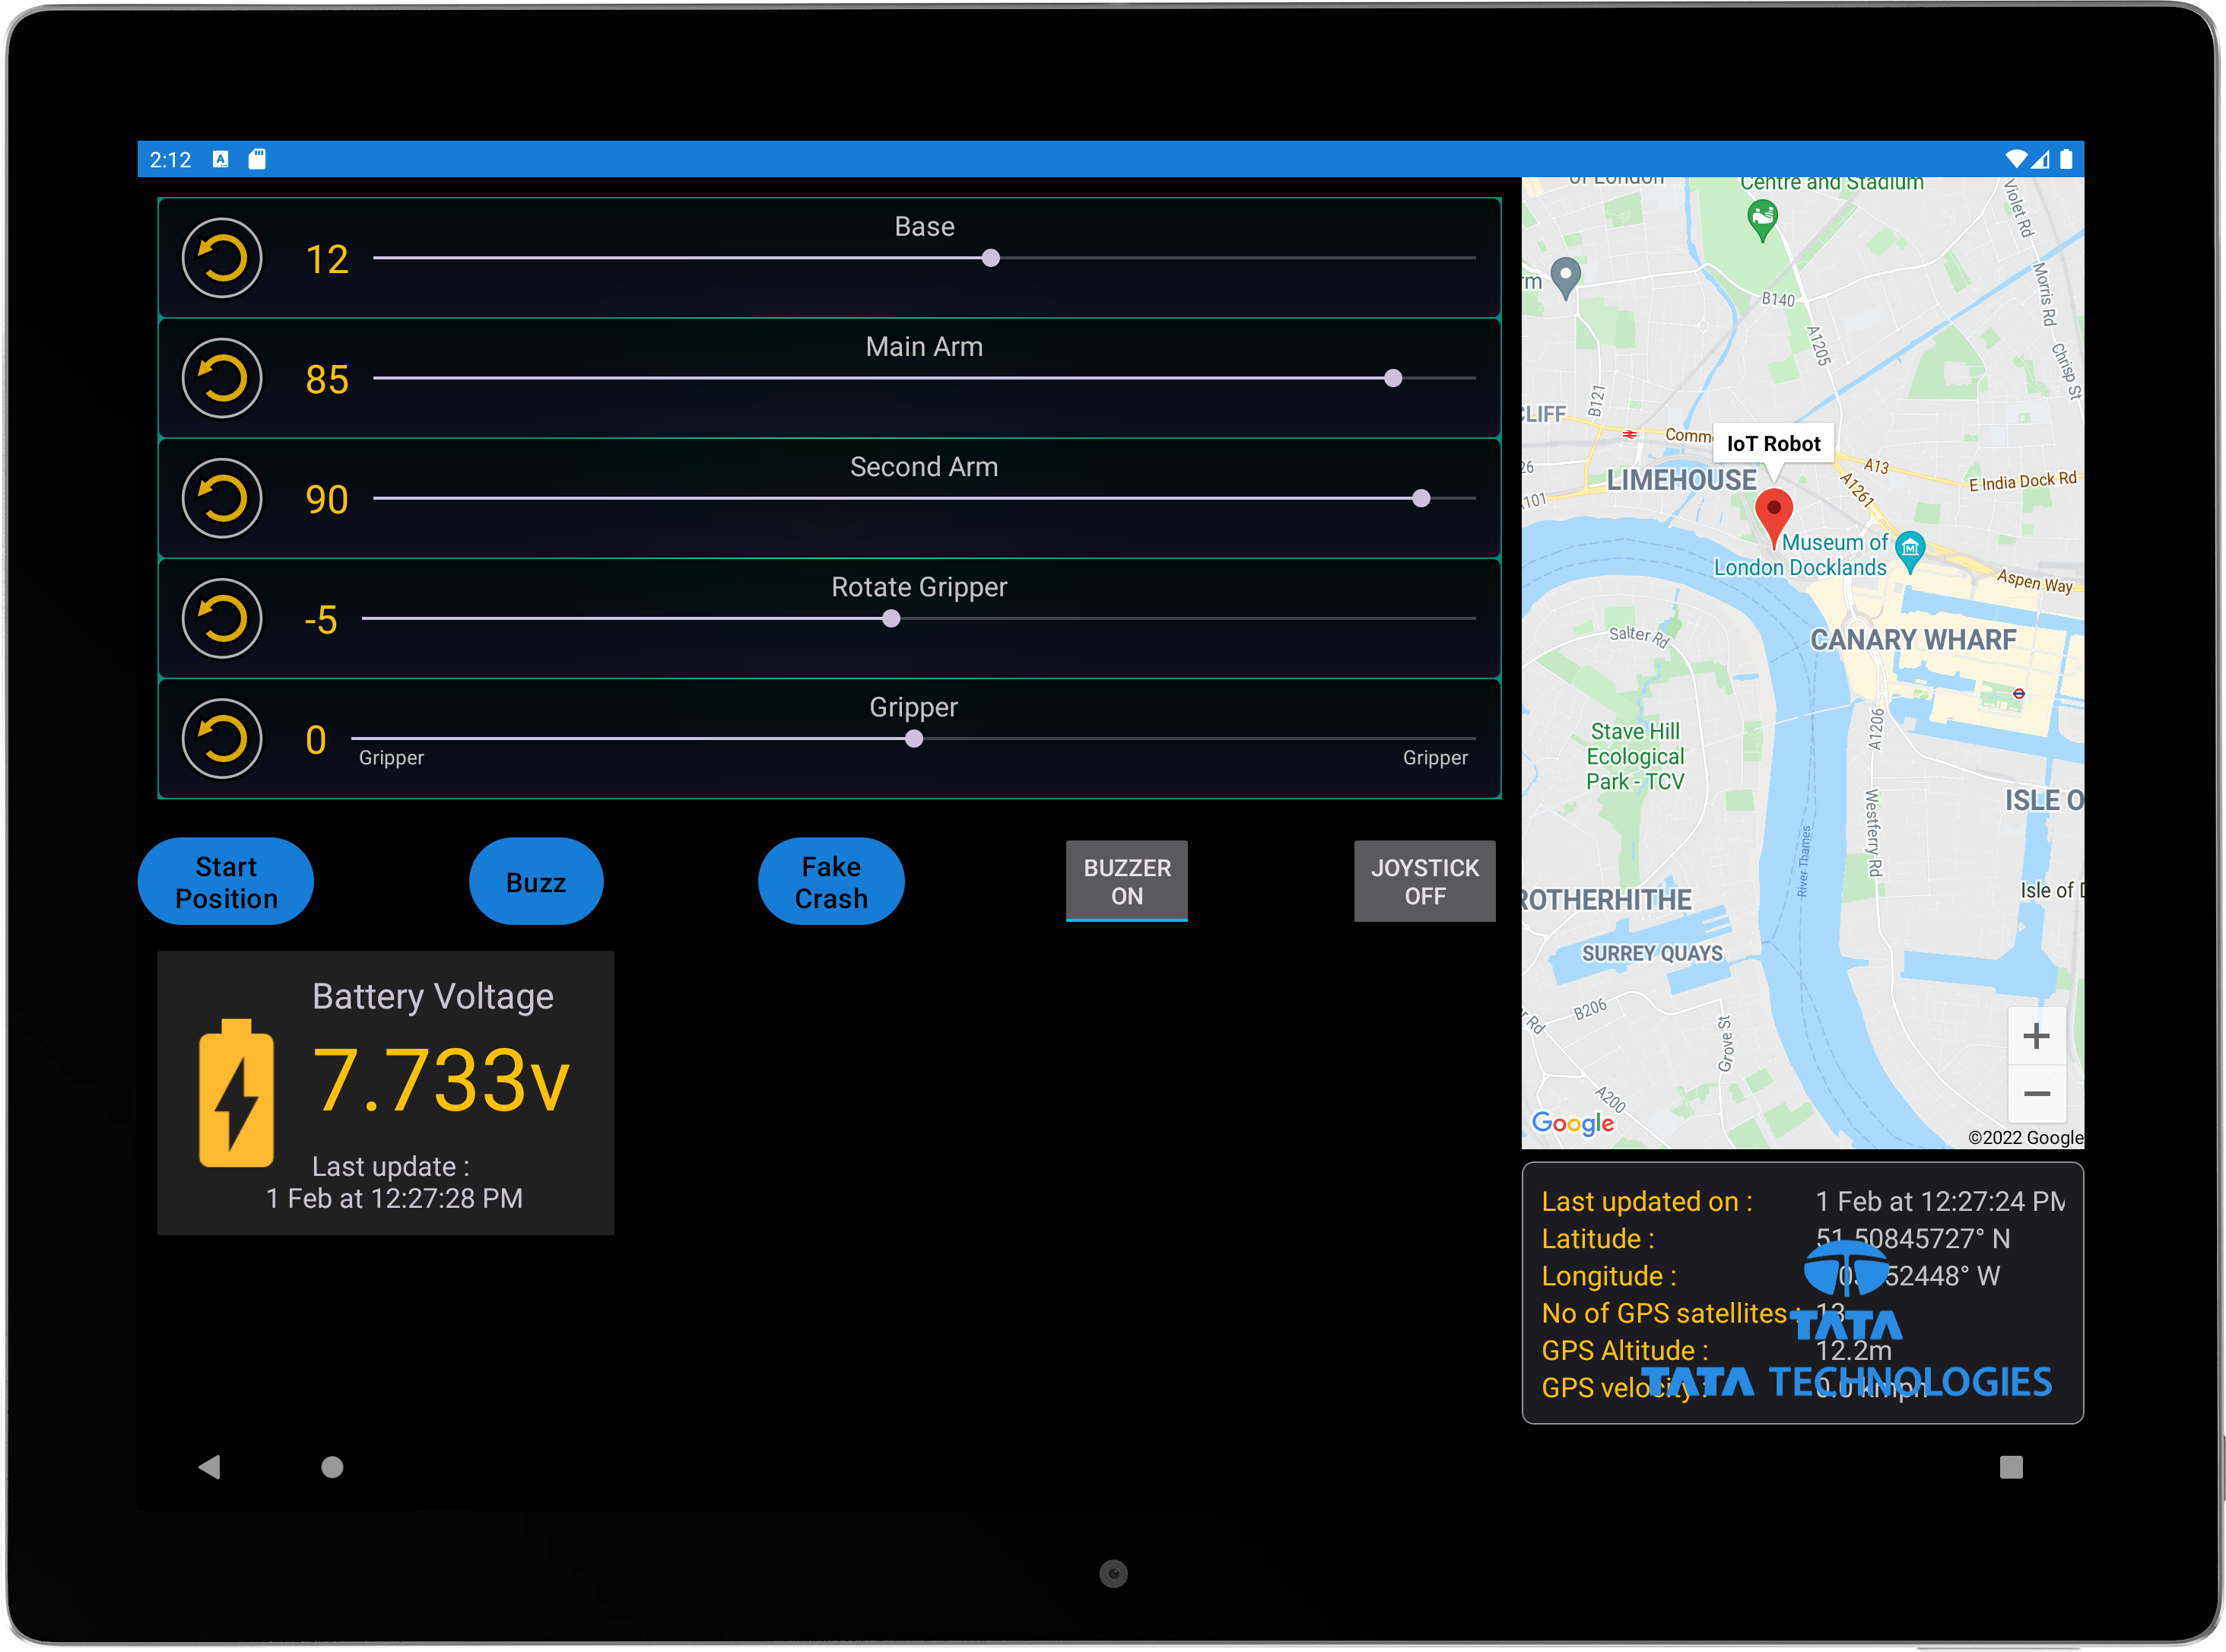 2:12
Base
12
Main Arm
85
Second Arm
90
Rotate Gripper
-5
Gripper
0
Gripper
Gripper
Start
Position
Buzz
Fake
Crash
BUZZER
ON
JOYSTICK
OFF
Battery Voltage
7.733v
Last update :
1 Feb at 12:27:28 PM
Centre and Stadium
Violet Rd
Morris Rd
Chrisp St
B140
A1205
B121
IoT Robot
A13
E India Dock Rd
A1261
LIMEHOUSE
Museum of
London Docklands
Aspen Way
CANARY WHARF
Salter Rd
A1206
Stave Hill
Ecological
Park - TCV
Westferry Rd
River Thames
ISLE O
Isle of
ROTHERHITHE
SURREY QUAYS
B206
Grove St
A200
Google
©2022 Google
Last updated on : 1 Feb at 12:27:24 PM
Latitude : 51.50845727° N
Longitude : 52448° W
No of GPS satellites : 13
TATA
GPS Altitude : 12.2m
GPS velocity : 0.0 kmph
TATA TECHNOLOGIES